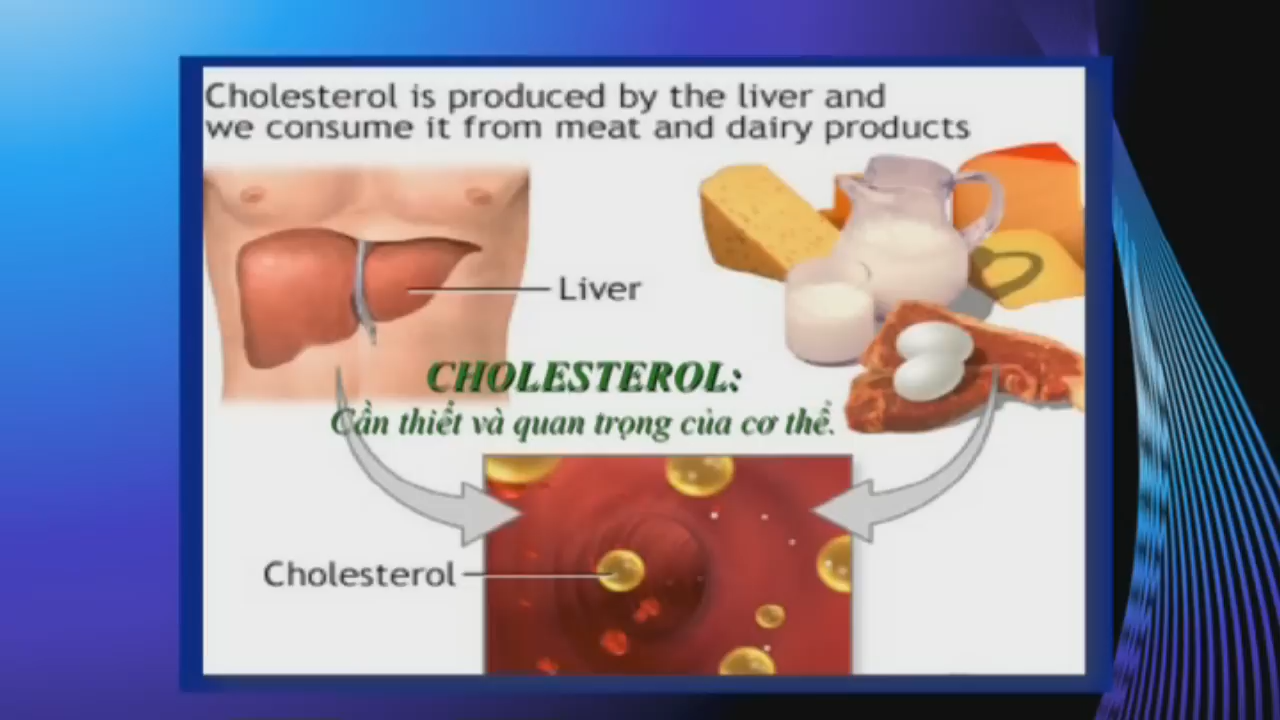 Cholesterol is produced by the liver and
we consume it from meat and dairy products
Liver
CHOLESTEROL:
Cần thiết và quan trọng của cơ thể.
Cholesterol